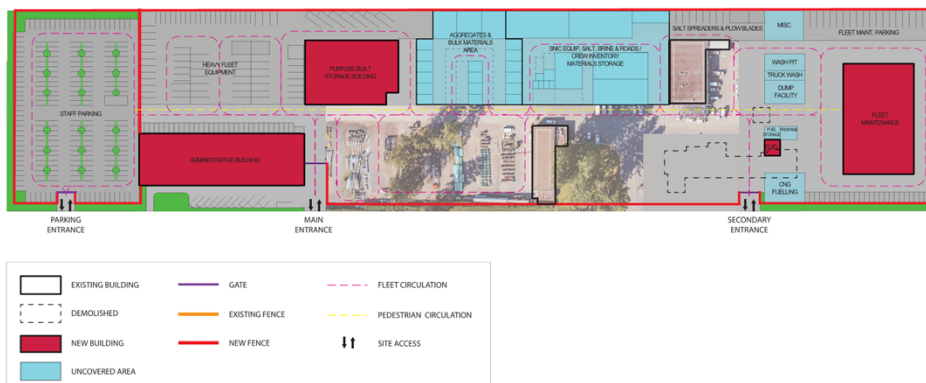 AGGREGATES &
BULK MATERIALS
AREA
SALT SPREADERS & PLOW BLADES
MISC.
FLEET MAINT. PARKING
HEAVY FLEET
EQUIPMENT
PURPOSE-BUILT
STORAGE BUILDING
SNIC EQUIP, SALT, BRINE & ROADS /
CREW INVENTORY
MATERIALS STORAGE
WASH PIT
TRUCK WASH
DUMP
FACILITY
STAFF PARKING
FLEET
MAINTENANCE
FUEL
STORAGE
PROPANE
ADMINISTRATIVE BUILDING
CNG
FUELLING
PARKING
ENTRANCE
MAIN
ENTRANCE
SECONDARY
ENTRANCE
EXISTING BUILDING
GATE
FLEET CIRCULATION
DEMOLISHED
EXISTING FENCE
PEDESTRIAN CIRCULATION
NEW BUILDING
NEW FENCE
SITE ACCESS
UNCOVERED AREA